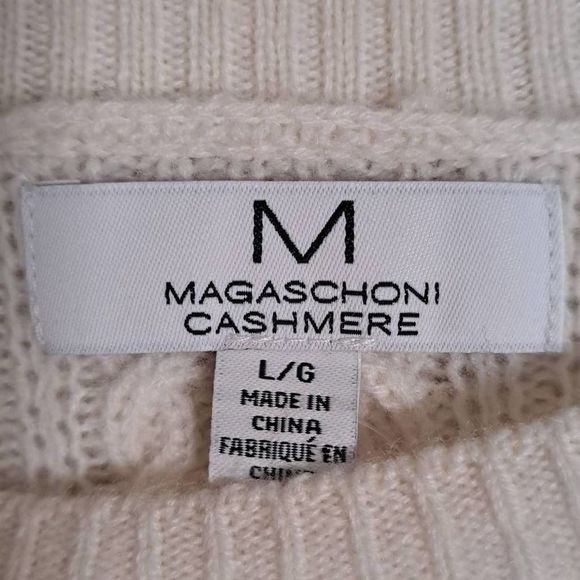 M
MAGASCHONI
CASHMERE
L/G
MADE IN
CHINA
FABRIQUÉ EN